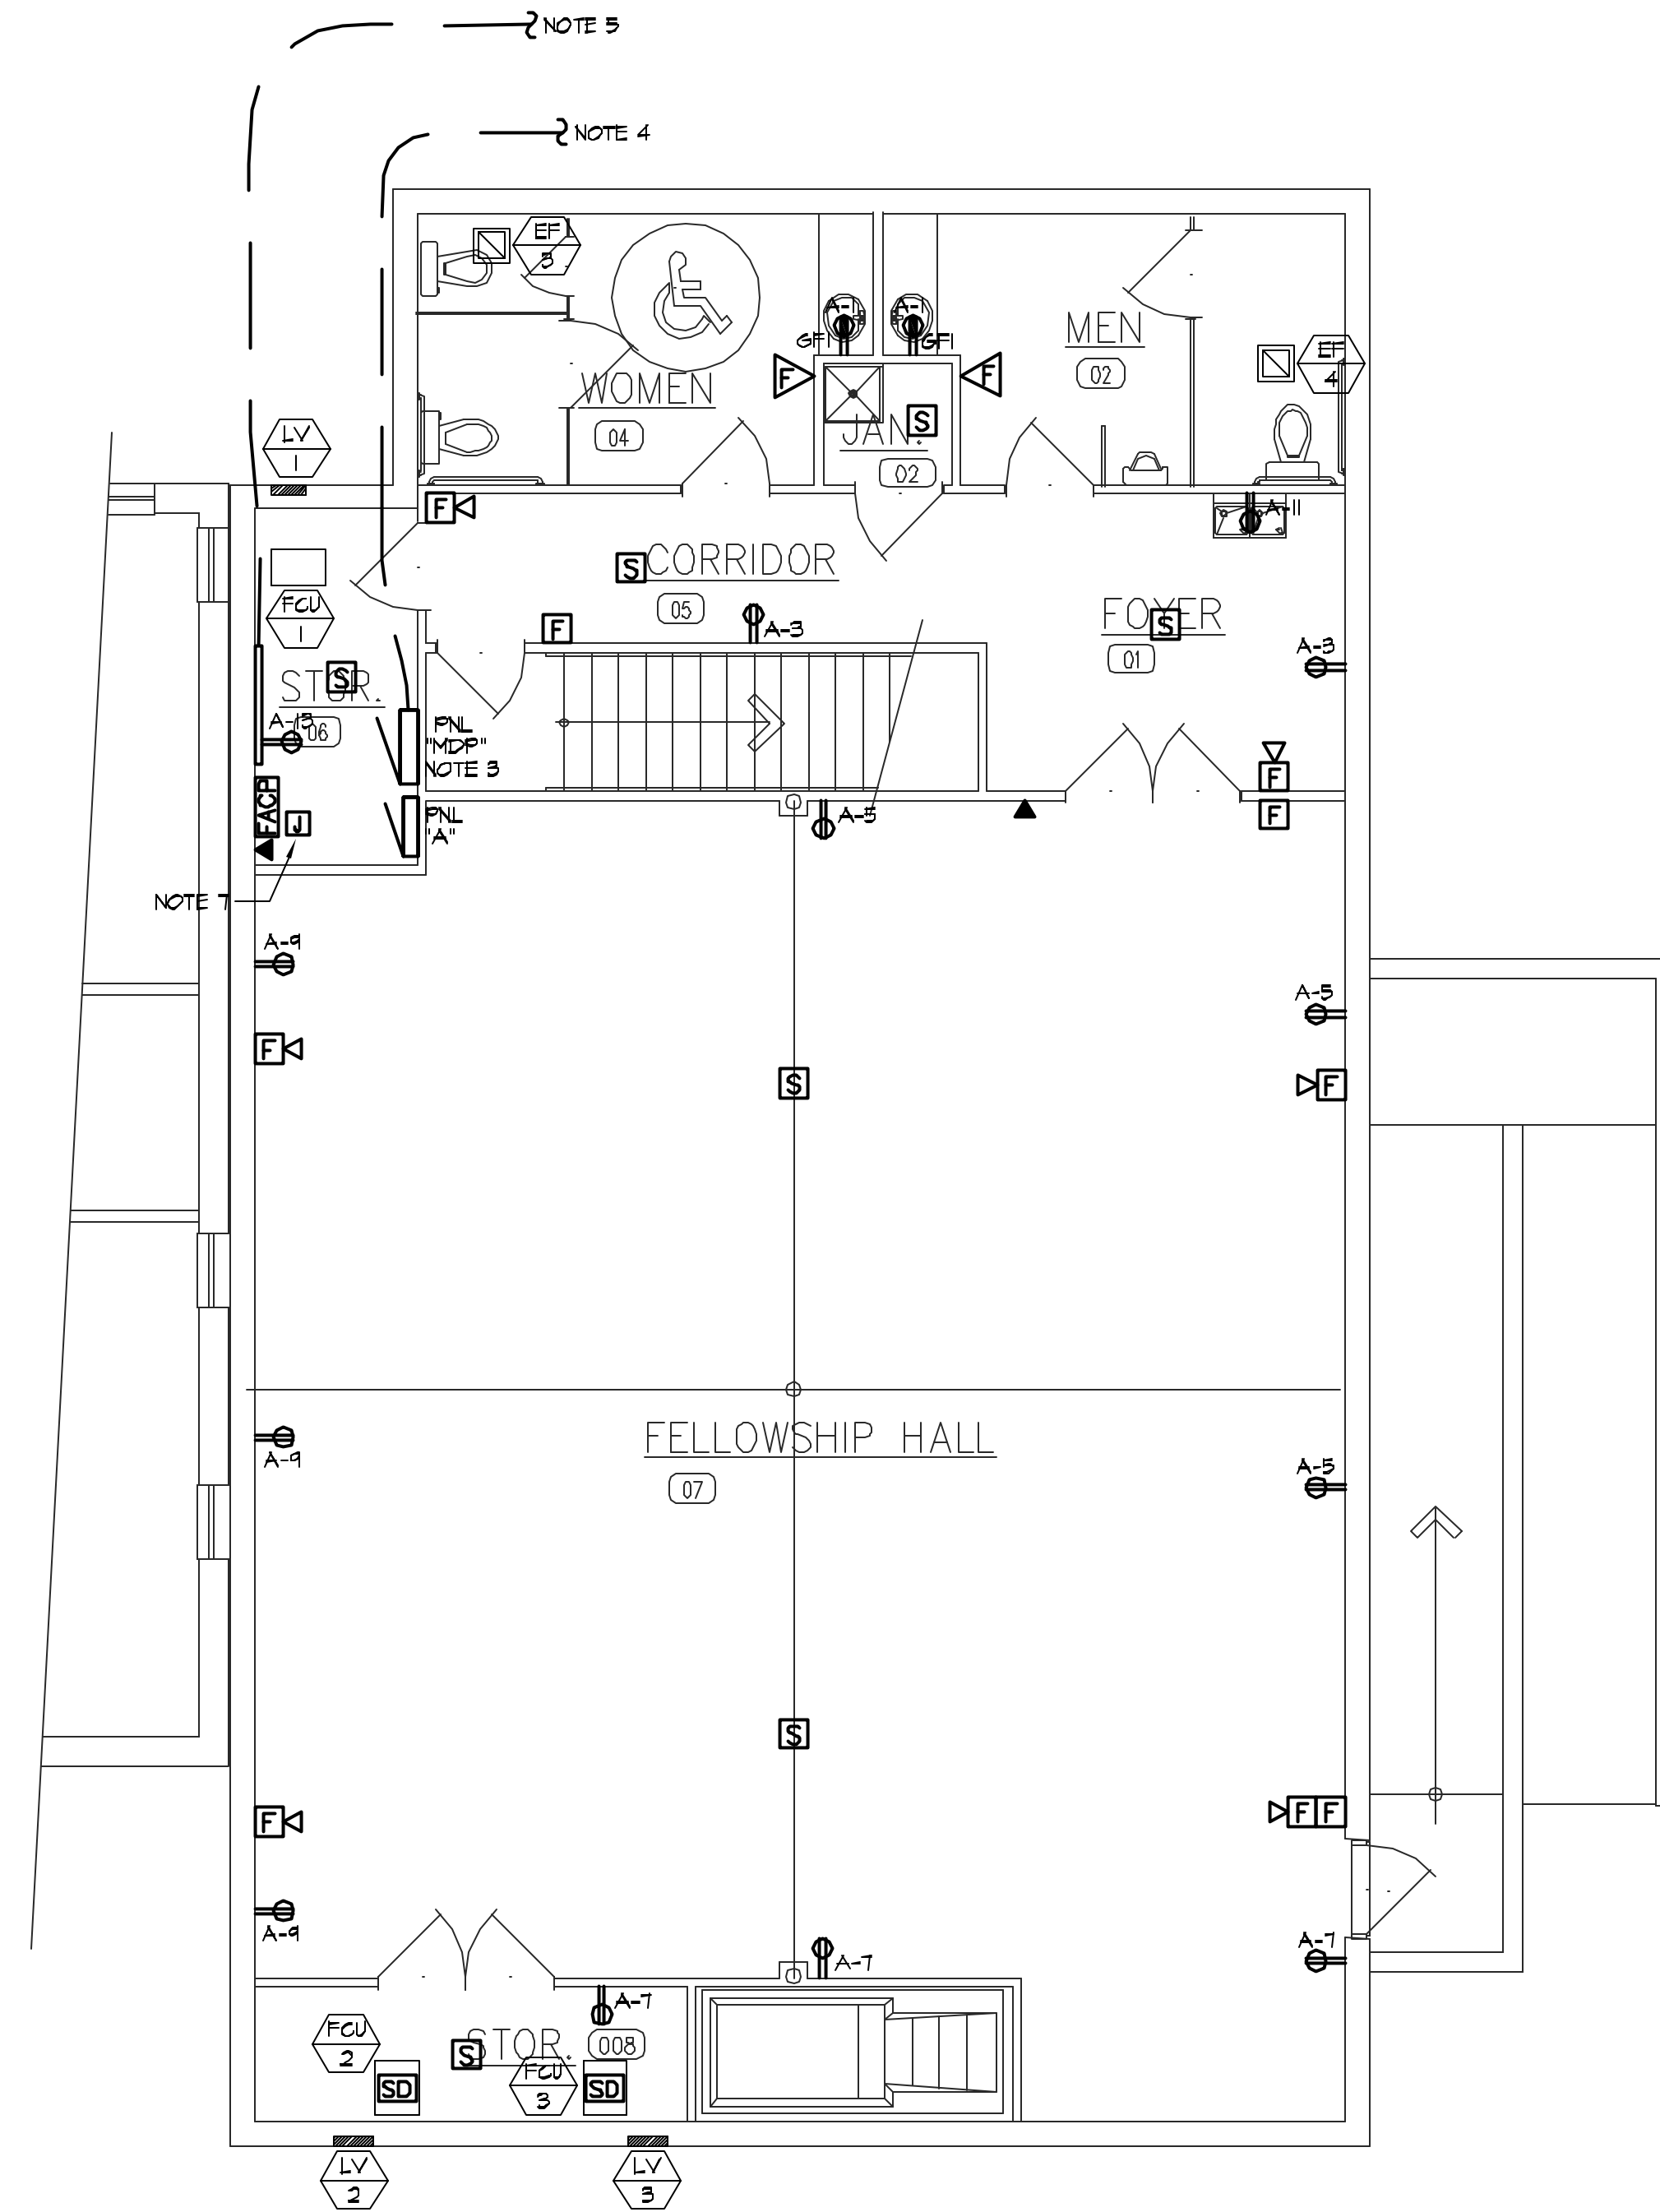 NOTE 5
NOTE 4
EF
3
A-1
A-1
GFI
GFI
MEN
02
EF
4
F
F
WOMEN
04
S
JAN.
02
LV
1
F
A-11
S
CORRIDOR
05
FCU
1
F
A-3
FOYER
S
01
A-3
S
STOR.
06
A-13
PNL
"MDP"
NOTE 3
F
FACP
J
PNL
"A"
A-5
F
NOTE 7
A-9
A-5
F
S
F
FELLOWSHIP HALL
07
A-9
A-5
S
F
F F
A-9
A-7
A-7
A-7
FCU
2
S
STOR.
008
FCU
3
SD
SD
LV
2
LV
3